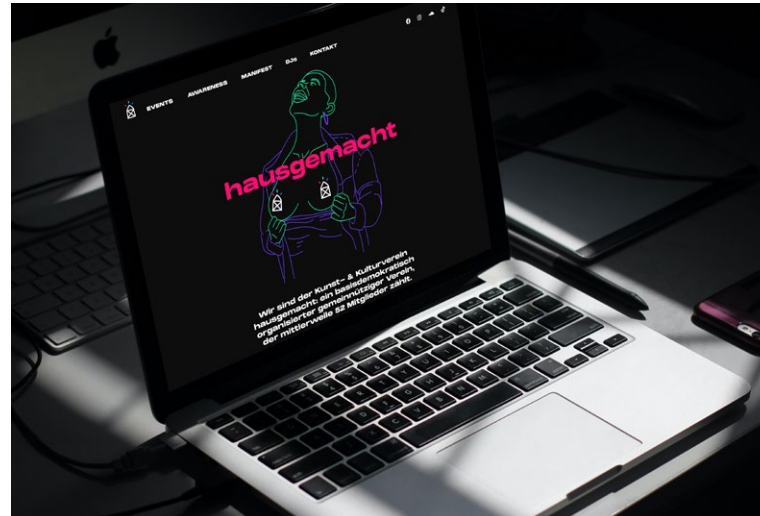 EVENTS
AWARENESS
MANIFEST
DJs
KONTAKT
hausgemacht
Wir sind der Kunst- & Kulturverein
hausgemacht: ein basisdemokratisch
organisierter gemeinnütziger Verein,
der mittlerweile 52 Mitglieder zählt.